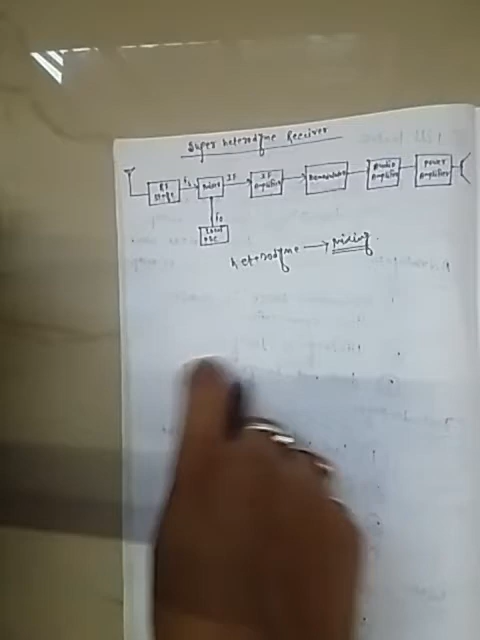 Super heterodyne Receiver
RF Stage
fs
Mixer
IF
IF Amplifier
Demodulator
Audio Amplifier
Power Amplifier
fo
Local OSC
heterodyne → Mixing